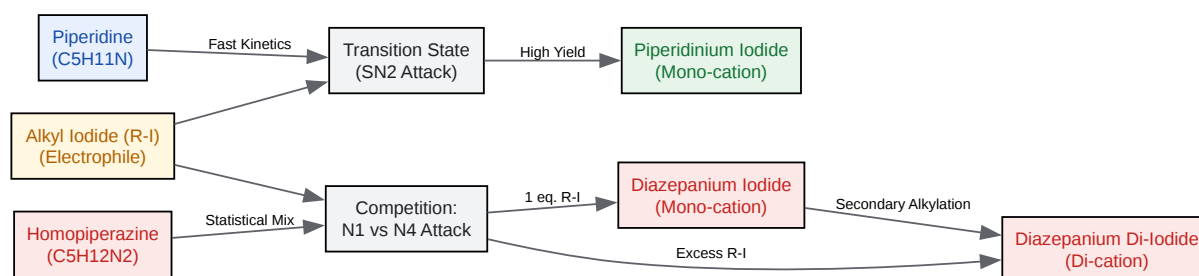 Piperidine
(C5H11N)
Fast Kinetics
Transition State
(SN2 Attack)
High Yield
Piperidinium Iodide
(Mono-cation)
Alkyl Iodide (R-I)
(Electrophile)
Homopiperazine
(C5H12N2)
Statistical Mix
Competition:
N1 vs N4 Attack
1 eq. R-I
Diazepanium Iodide
(Mono-cation)
Secondary Alkylation
Excess R-I
Diazepanium Di-Iodide
(Di-cation)